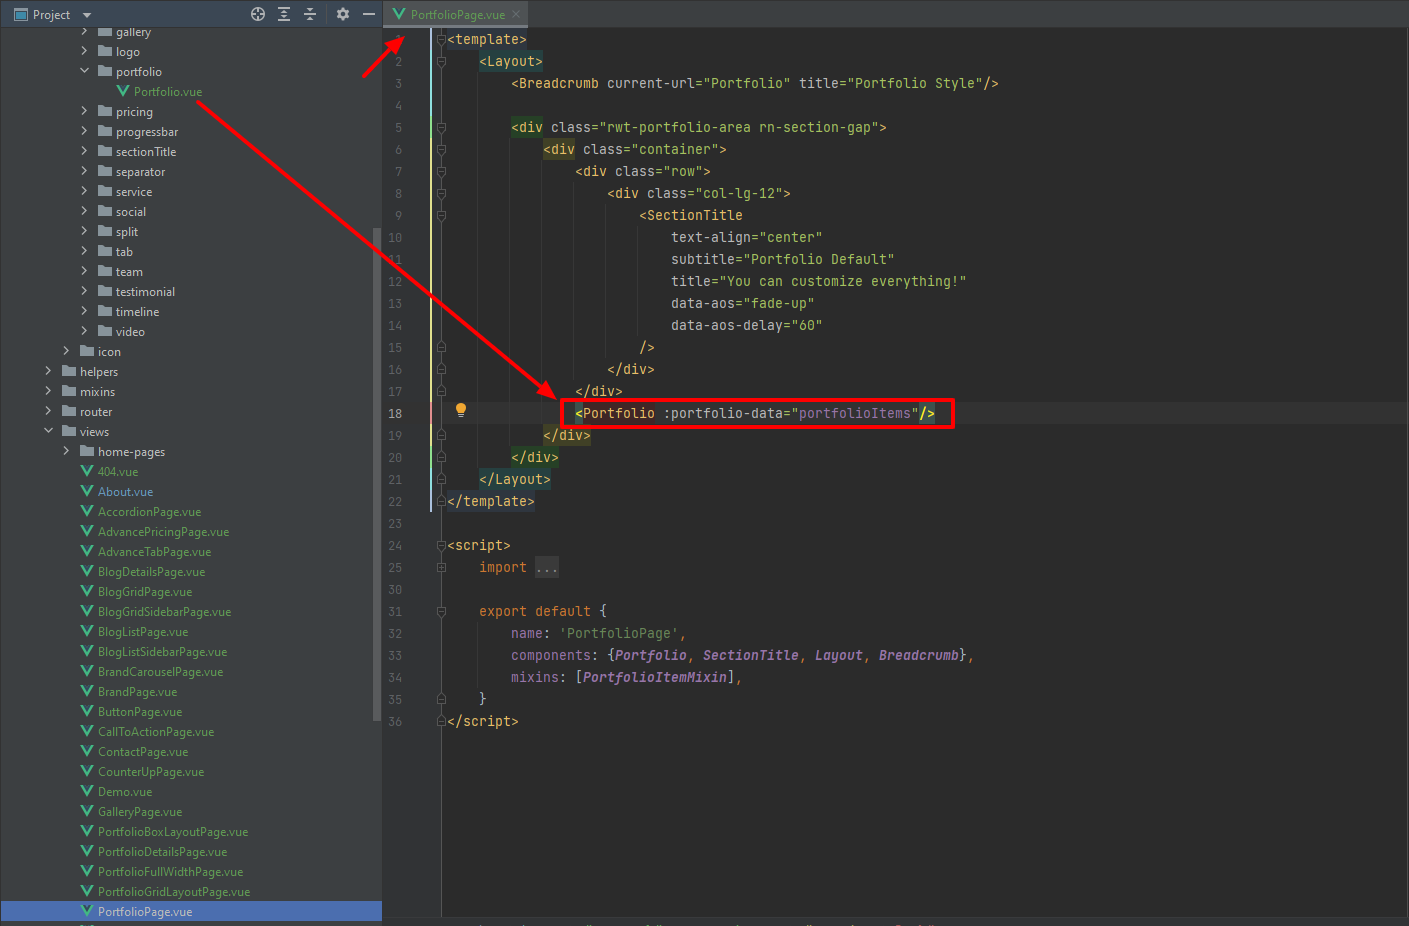 Project
gallery
logo
portfolio
Portfolio.vue
pricing
progressbar
sectionTitle
separator
service
social
split
tab
team
testimonial
timeline
video
icon
helpers
mixins
router
views
home-pages
404.vue
About.vue
AccordionPage.vue
AdvancePricingPage.vue
AdvanceTabPage.vue
BlogDetailsPage.vue
BlogGridPage.vue
BlogGridSidebarPage.vue
BlogListPage.vue
BlogListSidebarPage.vue
BrandCarouselPage.vue
BrandPage.vue
ButtonPage.vue
CallToActionPage.vue
ContactPage.vue
CounterUpPage.vue
Demo.vue
GalleryPage.vue
PortfolioBoxLayoutPage.vue
PortfolioDetailsPage.vue
PortfolioFullWidthPage.vue
PortfolioGridLayoutPage.vue
PortfolioPage.vue
PortfolioPage.vue
1 <template>
2 <Layout>
3 <Breadcrumb current-url="Portfolio" title="Portfolio Style"/>
4
5 <div class="rwt-portfolio-area rn-section-gap">
6 <div class="container">
7 <div class="row">
8 <div class="col-lg-12">
9 <SectionTitle
10 text-align="center"
11 subtitle="Portfolio Default"
12 title="You can customize everything!"
13 data-aos="fade-up"
14 data-aos-delay="60"
15 />
16 </div>
17 </div>
18 <Portfolio :portfolio-data="portfolioItems"/>
19 </div>
20 </div>
21 </Layout>
22 </template>
23
24 <script>
25 import ...
30
31 export default {
32 name: 'PortfolioPage',
33 components: {Portfolio, SectionTitle, Layout, Breadcrumb},
34 mixins: [PortfolioItemMixin],
35 }
36 </script>